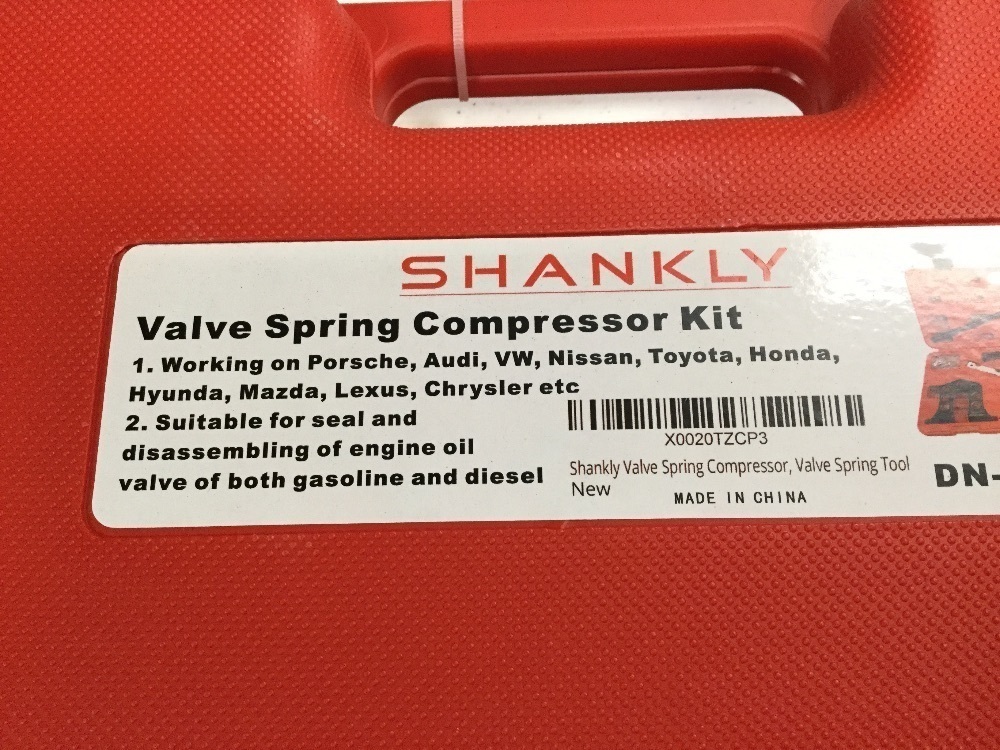 SHANKLY
Valve Spring Compressor Kit
1. Working on Porsche, Audi, VW, Nissan, Toyota, Honda,
Hyunda, Mazda, Lexus, Chrysler etc
2. Suitable for seal and
disassembling of engine oil
valve of both gasoline and diesel
X0020TZCP3
Shankly Valve Spring Compressor, Valve Spring Tool
New
MADE IN CHINA
DN-